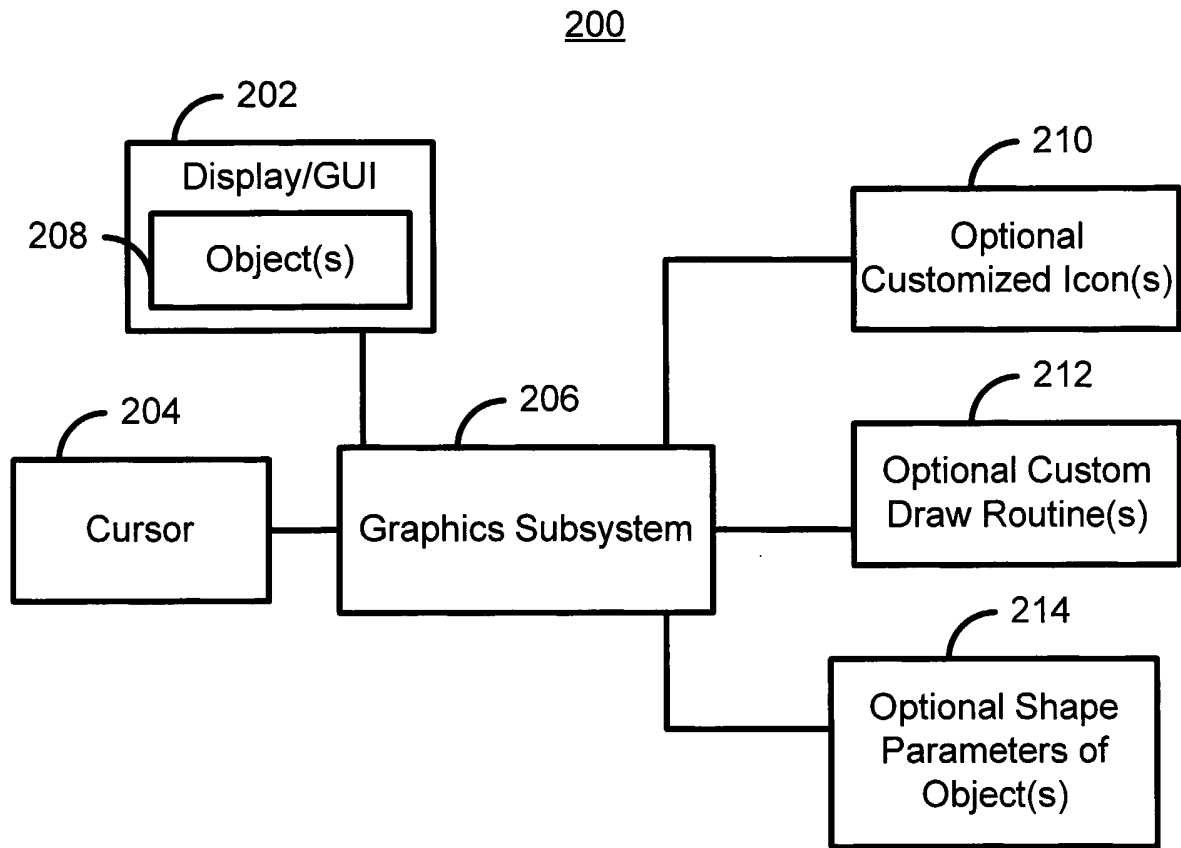 200
202
Display/GUI
208
Object(s)
210
Optional
Customized Icon(s)
204
Cursor
206
Graphics Subsystem
212
Optional Custom
Draw Routine(s)
214
Optional Shape
Parameters of
Object(s)